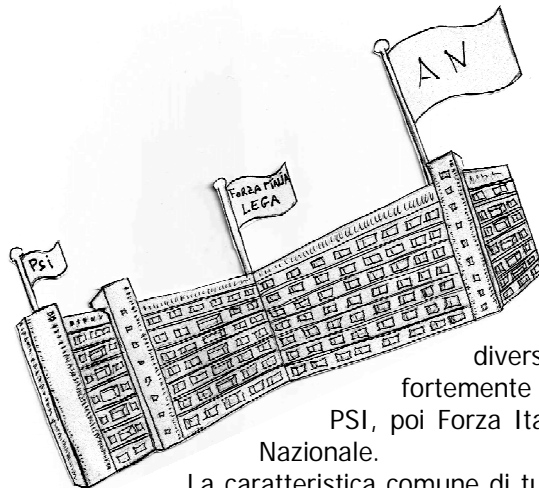 AN
FORZA ITALIA
LEGA
Psi
divers
fortemente
PSI, poi Forza Ita
Nazionale.
La caratteristica comune di tu